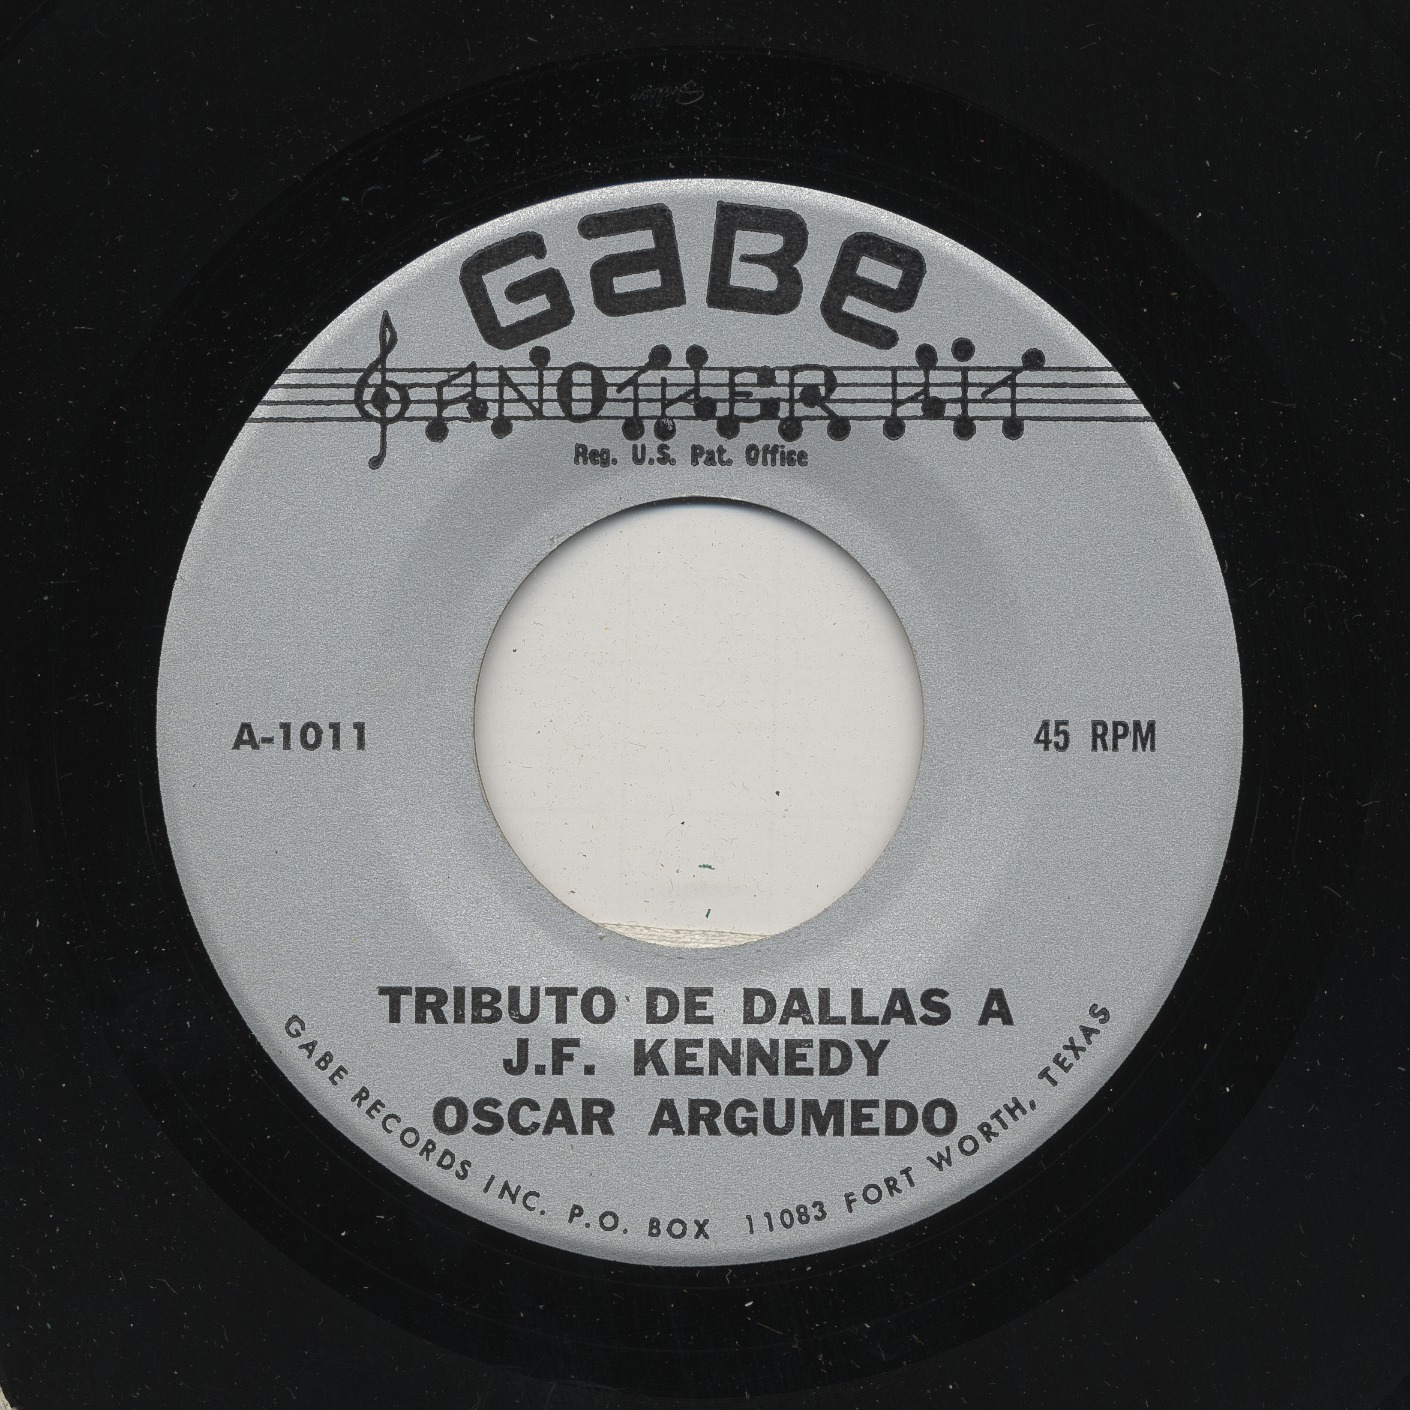 GABE
ANOTHER HIT
Reg. U.S. Pat. Office
A-1011
45 RPM
TRIBUTO DE DALLAS A
J.F. KENNEDY
OSCAR ARGUMEDO
GABE RECORDS INC. P.O. BOX 11083 FORT WORTH, TEXAS